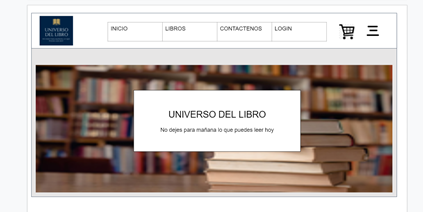 UNIVERSO
DEL LIBRO
INICIO LIBROS CONTACTENOS LOGIN
UNIVERSO DEL LIBRO
No dejes para mañana lo que puedes leer hoy